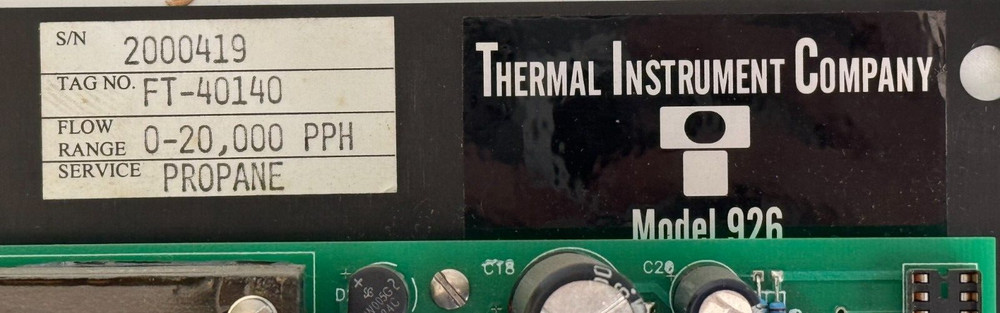 S/N 2000419
TAG NO. FT-40140
FLOW RANGE 0-20,000 PPH
SERVICE PROPANE
THERMAL INSTRUMENT COMPANY
Model 926
C18
C20
D